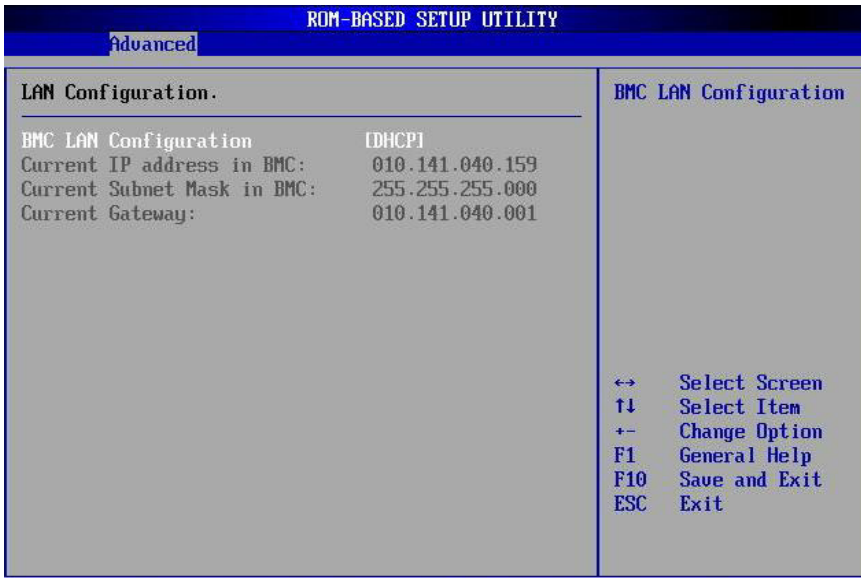 ROM-BASED SETUP UTILITY
Advanced
LAN Configuration.
BMC LAN Configuration [DHCP]
Current IP address in BMC: 010.141.040.159
Current Subnet Mask in BMC: 255.255.255.000
Current Gateway: 010.141.040.001
BMC LAN Configuration
↔ Select Screen
↑↓ Select Item
+- Change Option
F1 General Help
F10 Save and Exit
ESC Exit